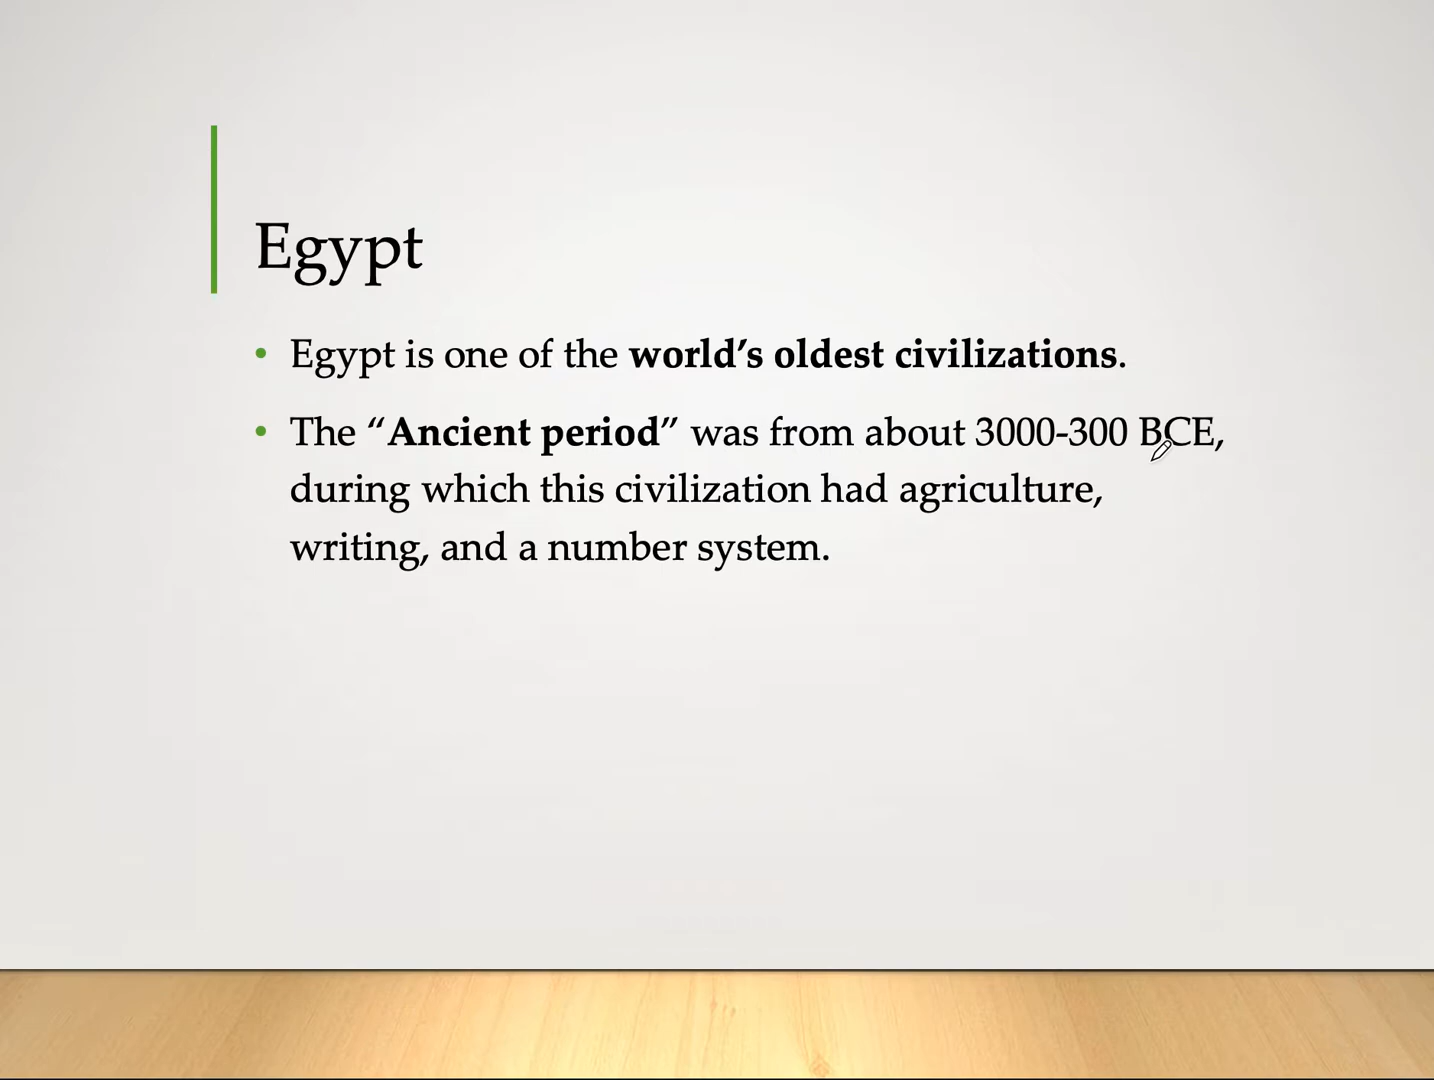 Egypt
• Egypt is one of the world’s oldest civilizations.
• The “Ancient period” was from about 3000-300 BCE,
during which this civilization had agriculture,
writing, and a number system.